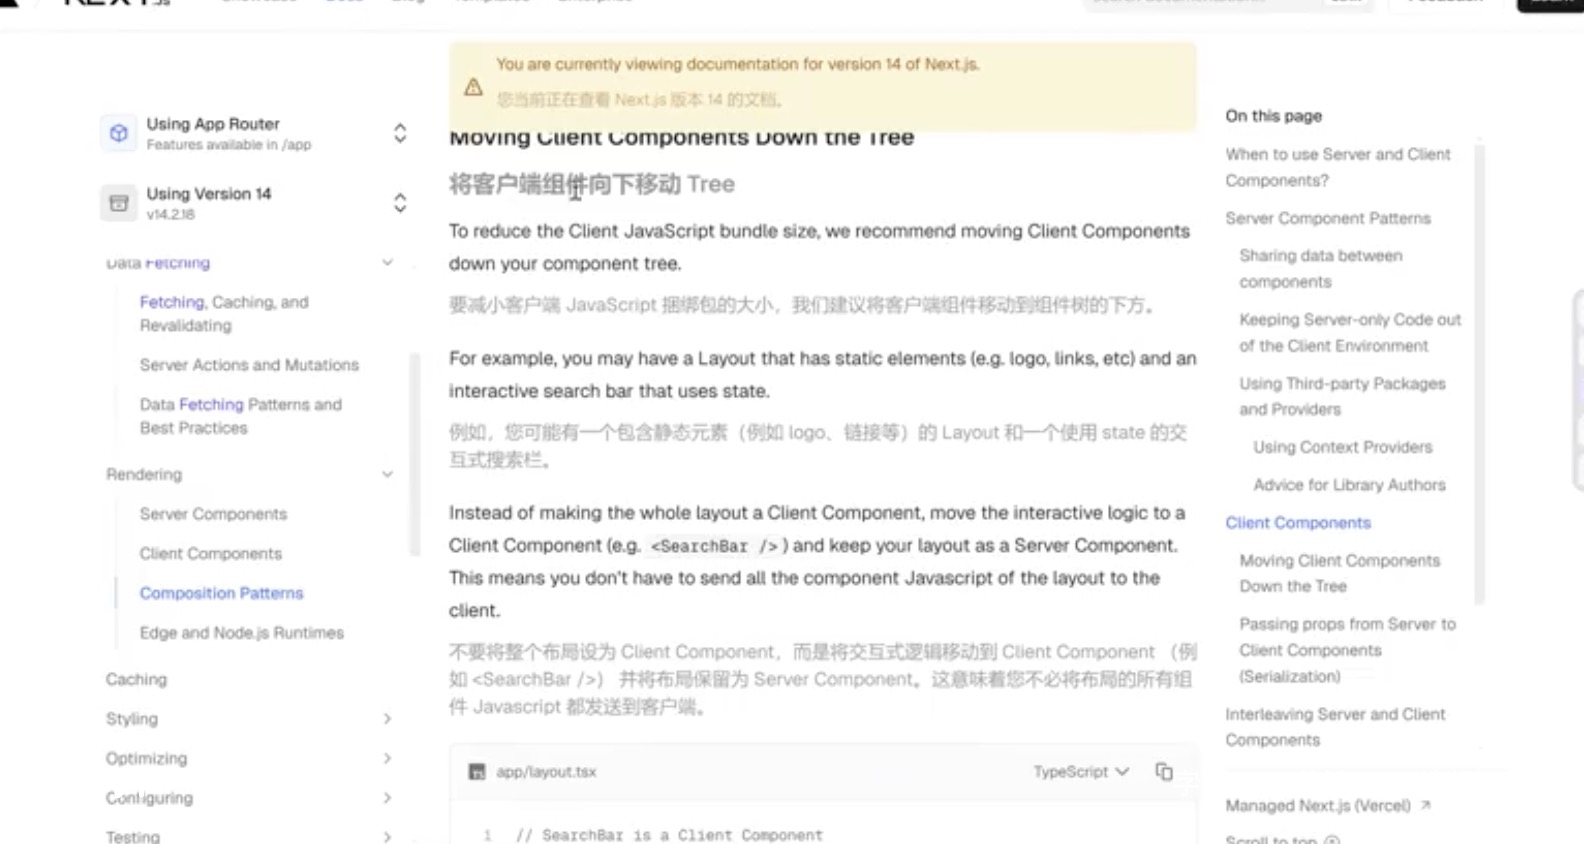 You are currently viewing documentation for version 14 of Next.js.
您当前正在查看 Next.js 版本 14 的文档。
Using App Router
Features available in /app
Using Version 14
v14.2.18
Data Fetching
Fetching, Caching, and
Revalidating
Server Actions and Mutations
Data Fetching Patterns and
Best Practices
Rendering
Server Components
Client Components
Composition Patterns
Edge and Node.js Runtimes
Caching
Styling
Optimizing
Configuring
Testing
Moving Client Components Down the Tree
将客户端组件向下移动 Tree
To reduce the Client JavaScript bundle size, we recommend moving Client Components
down your component tree.
要减小客户端 JavaScript 捆绑包的大小，我们建议将客户端组件移动到组件树的下方。
For example, you may have a Layout that has static elements (e.g. logo, links, etc) and an
interactive search bar that uses state.
例如，您可能有一个包含静态元素（例如 logo、链接等）的 Layout 和一个使用 state 的交
互式搜索栏。
Instead of making the whole layout a Client Component, move the interactive logic to a
Client Component (e.g. <SearchBar />) and keep your layout as a Server Component.
This means you don't have to send all the component Javascript of the layout to the
client.
不要将整个布局设为 Client Component，而是将交互式逻辑移动到 Client Component （例
如 <SearchBar />） 并将布局保留为 Server Component。这意味着您不必将布局的所有组
件 Javascript 都发送到客户端。
app/layout.tsx
TypeScript
1 // SearchBar is a Client Component
On this page
When to use Server and Client
Components?
Server Component Patterns
Sharing data between
components
Keeping Server-only Code out
of the Client Environment
Using Third-party Packages
and Providers
Using Context Providers
Advice for Library Authors
Client Components
Moving Client Components
Down the Tree
Passing props from Server to
Client Components
(Serialization)
Interleaving Server and Client
Components
Managed Next.js (Vercel)
Scroll to top